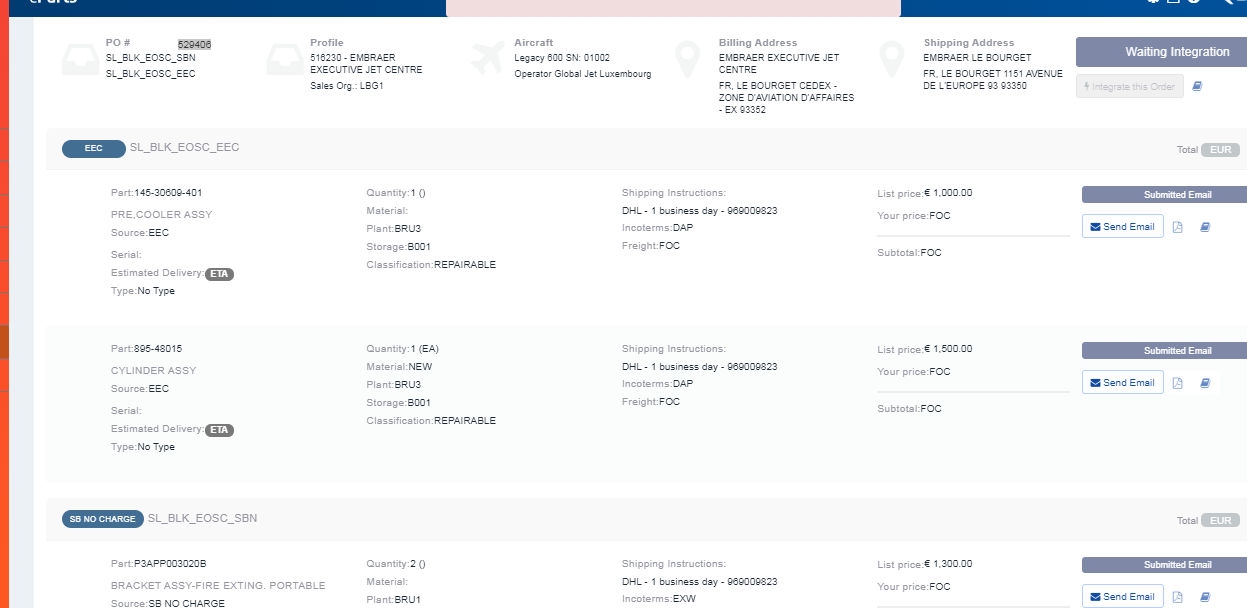 PO #
529406
SL_BLK_EOSC_SBN
SL_BLK_EOSC_EEC
Profile
516230 - EMBRAER
EXECUTIVE JET CENTRE
Sales Org.: LBG1
Aircraft
Legacy 600 SN: 01002
Operator Global Jet Luxembourg
Billing Address
EMBRAER EXECUTIVE JET
CENTRE
FR, LE BOURGET CEDEX -
ZONE D'AVIATION D'AFFAIRES
- EX 93352
Shipping Address
EMBRAER LE BOURGET
FR, LE BOURGET 1151 AVENUE
DE L'EUROPE 93 93350
Waiting Integration
Integrate this Order
EEC SL_BLK_EOSC_EEC
Total EUR
Part:145-30609-401
PRE,COOLER ASSY
Source:EEC
Serial:
Estimated Delivery:ETA
Type:No Type
Quantity:1 ()
Material:
Plant:BRU3
Storage:B001
Classification:REPAIRABLE
Shipping Instructions:
DHL - 1 business day - 969009823
Incoterms:DAP
Freight:FOC
List price:€ 1,000.00
Your price:FOC
Subtotal:FOC
Submitted Email
Send Email
Part:895-48015
CYLINDER ASSY
Source:EEC
Serial:
Estimated Delivery:ETA
Type:No Type
Quantity:1 (EA)
Material:NEW
Plant:BRU3
Storage:B001
Classification:REPAIRABLE
Shipping Instructions:
DHL - 1 business day - 969009823
Incoterms:DAP
Freight:FOC
List price:€ 1,500.00
Your price:FOC
Subtotal:FOC
Submitted Email
Send Email
SB NO CHARGE SL_BLK_EOSC_SBN
Total EUR
Part:P3APP003020B
BRACKET ASSY-FIRE EXTING. PORTABLE
Source:SB NO CHARGE
Quantity:2 ()
Material:
Plant:BRU1
Shipping Instructions:
DHL - 1 business day - 969009823
Incoterms:EXW
List price:€ 1,300.00
Your price:FOC
Submitted Email
Send Email